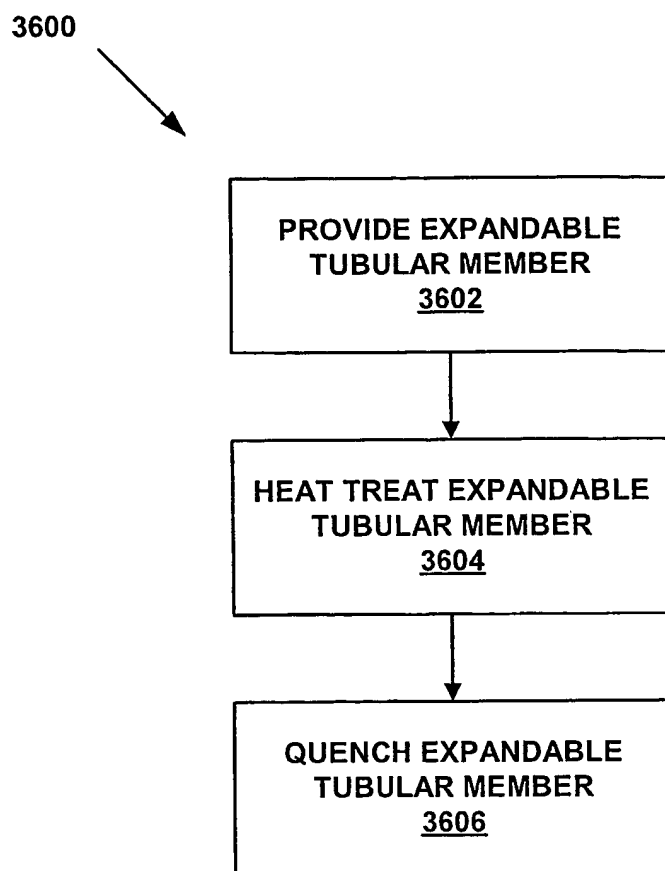 3600
PROVIDE EXPANDABLE
TUBULAR MEMBER
3602
HEAT TREAT EXPANDABLE
TUBULAR MEMBER
3604
QUENCH EXPANDABLE
TUBULAR MEMBER
3606